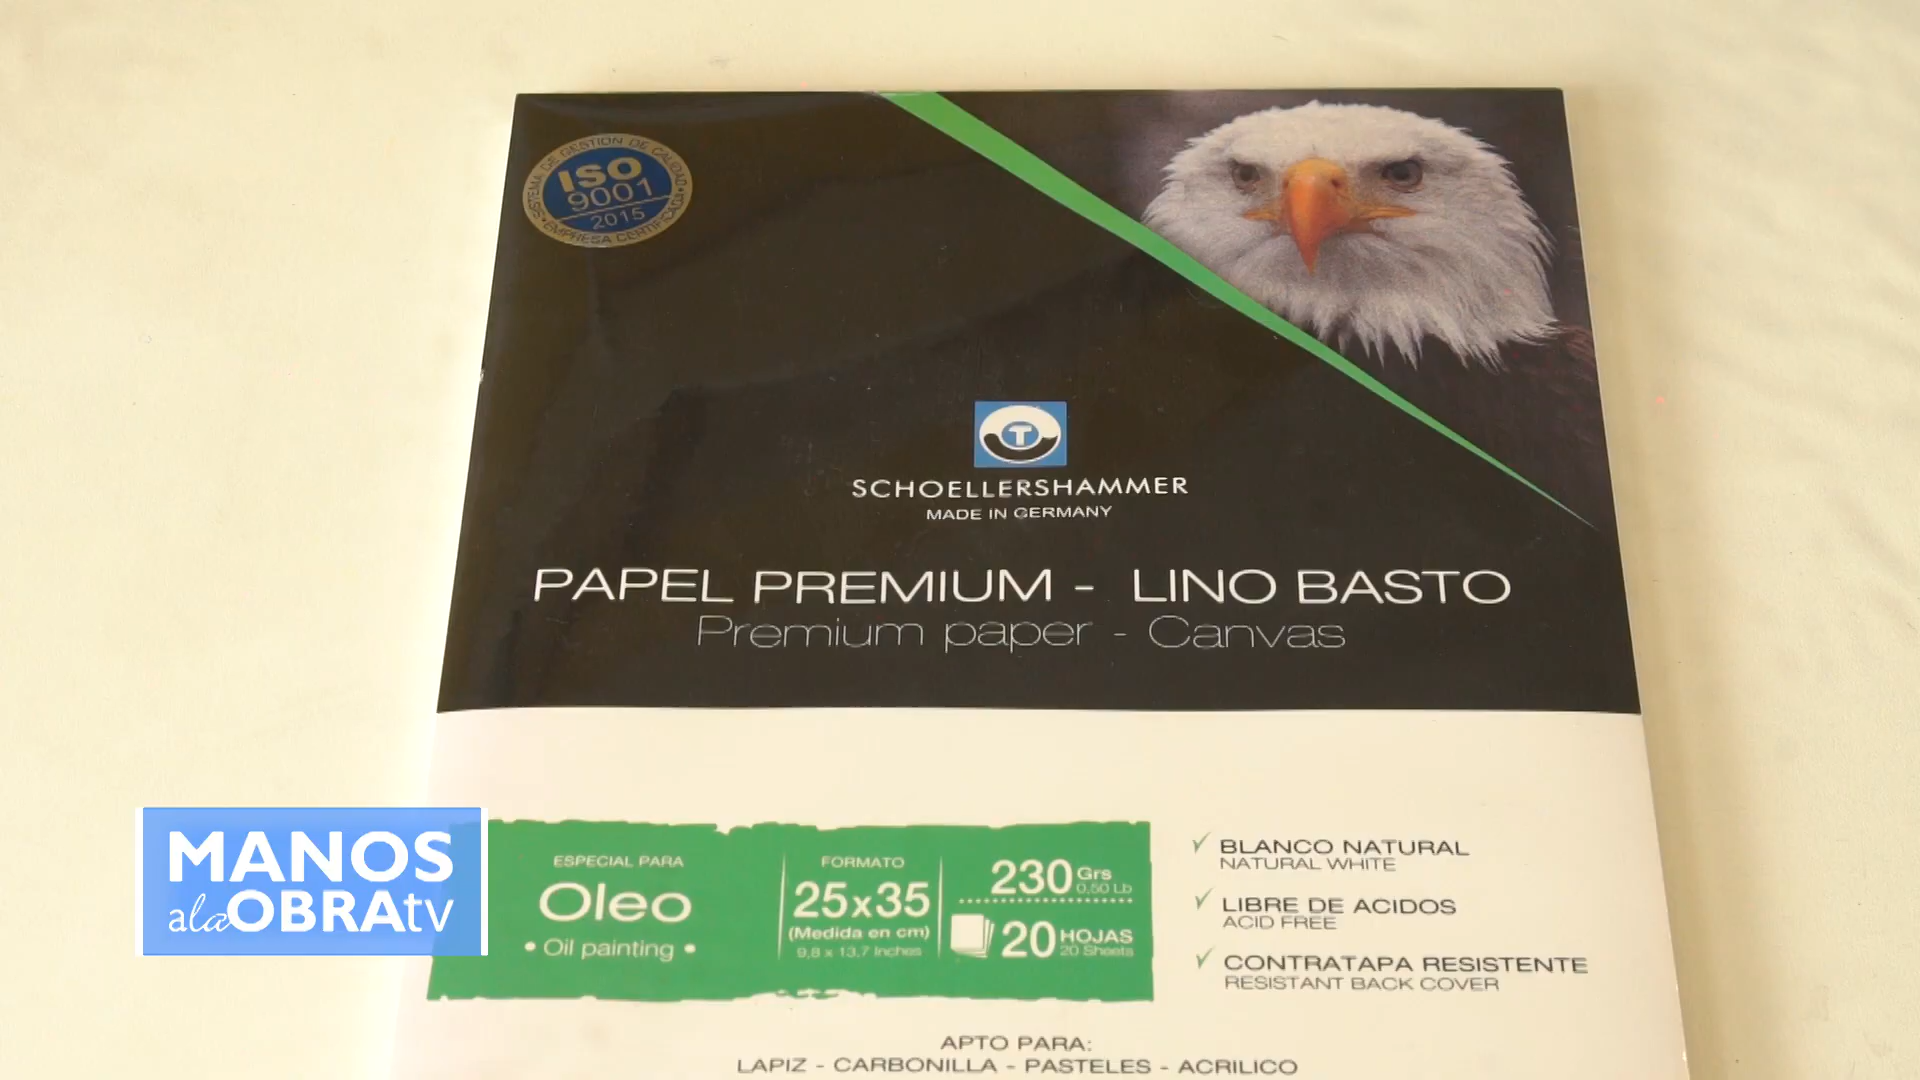 SISTEMA DE GESTION DE CALIDAD
ISO
9001
2015
EMPRESA CERTIFICADA
T
SCHOELLERSHAMMER
MADE IN GERMANY
PAPEL PREMIUM - LINO BASTO
Premium paper - Canvas
MANOS
a la OBRA tv
ESPECIAL PARA
Oleo
• Oil painting •
FORMATO
25x35
(Medida en cm)
9,8 x 13,7 Inches
230 Grs
0,50 Lb
20 HOJAS
20 Sheets
BLANCO NATURAL
NATURAL WHITE
LIBRE DE ACIDOS
ACID FREE
CONTRATAPA RESISTENTE
RESISTANT BACK COVER
APTO PARA:
LAPIZ - CARBONILLA - PASTELES - ACRILICO